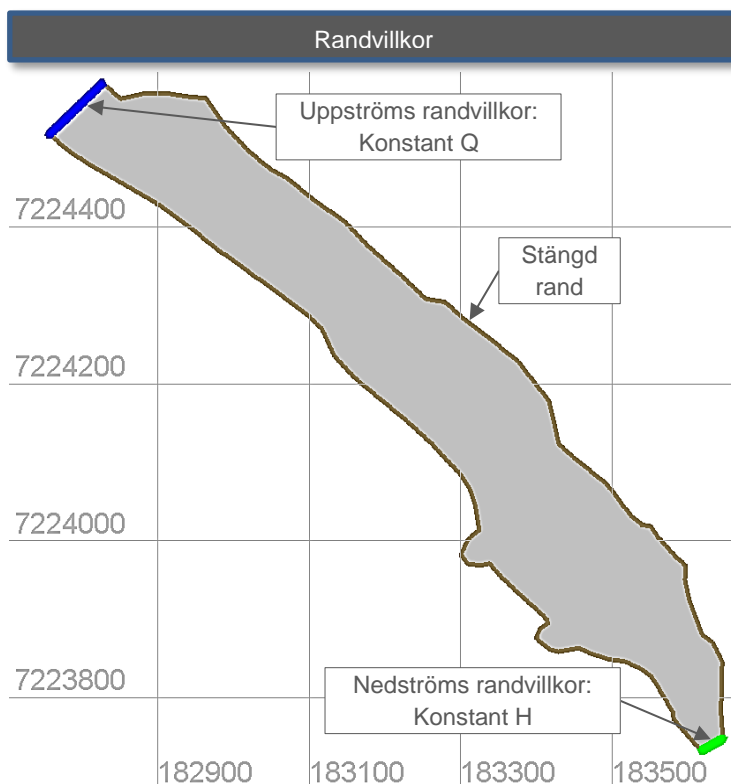 Randvillkor
Uppströms randvillkor:
Konstant Q
7224400
Stängd
rand
7224200
7224000
7223800
Nedströms randvillkor:
Konstant H
182900
183100
183300
183500